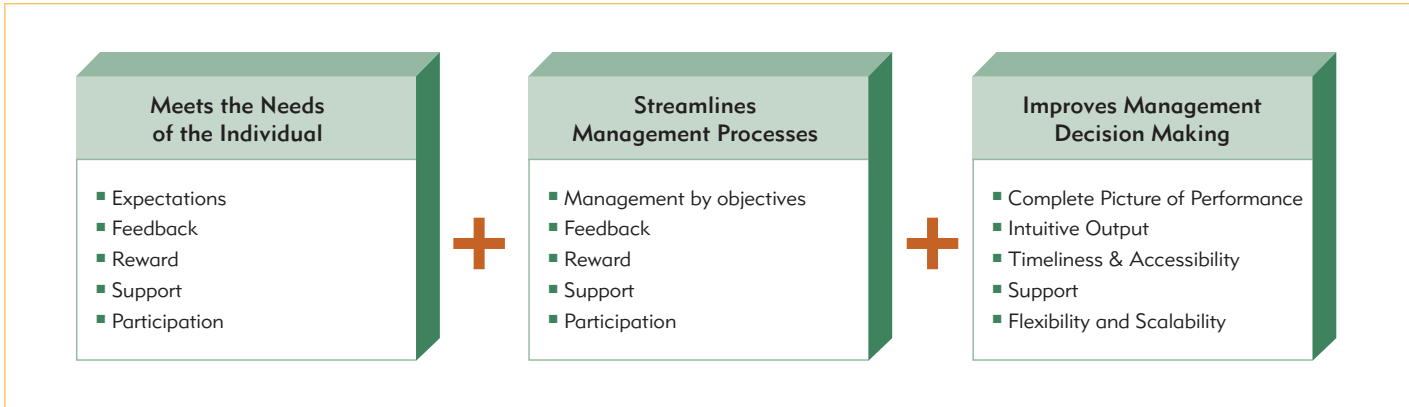 Meets the Needs
of the Individual
■ Expectations
■ Feedback
■ Reward
■ Support
■ Participation
+
Streamlines
Management Processes
■ Management by objectives
■ Feedback
■ Reward
■ Support
■ Participation
+
Improves Management
Decision Making
■ Complete Picture of Performance
■ Intuitive Output
■ Timeliness & Accessibility
■ Support
■ Flexibility and Scalability